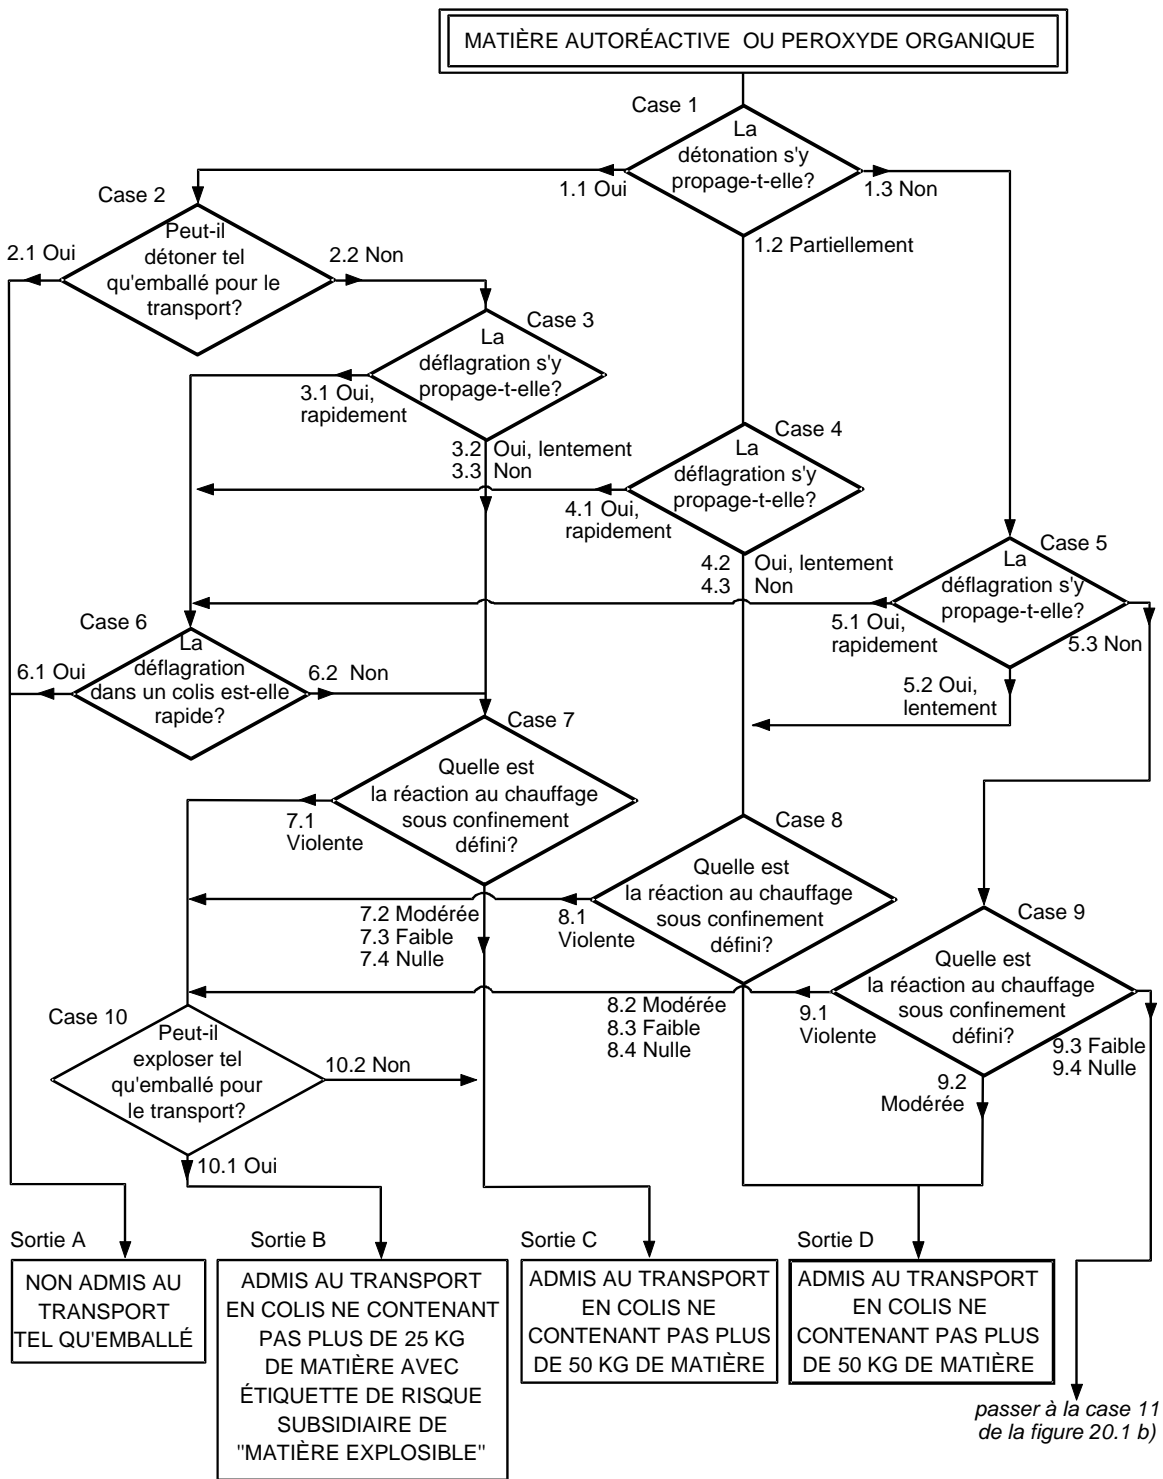 MATIÈRE AUTORÉACTIVE OU PEROXYDE ORGANIQUE
Case 1
La
détonation s'y
propage-t-elle?
1.1 Oui
1.3 Non
1.2 Partiellement
Case 2
Peut-il
détoner tel
qu'emballé pour le
transport?
2.1 Oui
2.2 Non
Case 3
La
déflagration s'y
propage-t-elle?
3.1 Oui,
rapidement
3.2 Oui, lentement
3.3 Non
Case 4
La
déflagration s'y
propage-t-elle?
4.1 Oui,
rapidement
4.2 Oui, lentement
4.3 Non
Case 5
La
déflagration s'y
propage-t-elle?
5.1 Oui,
rapidement
5.3 Non
5.2 Oui,
lentement
Case 6
La
déflagration
dans un colis est-elle
rapide?
6.1 Oui
6.2 Non
Case 7
Quelle est
la réaction au chauffage
sous confinement
défini?
7.1
Violente
7.2 Modérée
7.3 Faible
7.4 Nulle
Case 8
Quelle est
la réaction au chauffage
sous confinement
défini?
8.1
Violente
8.2 Modérée
8.3 Faible
8.4 Nulle
Case 9
Quelle est
la réaction au chauffage
sous confinement
défini?
9.1
Violente
9.2
Modérée
9.3 Faible
9.4 Nulle
Case 10
Peut-il
exploser tel
qu'emballé pour
le transport?
10.2 Non
10.1 Oui
Sortie A
NON ADMIS AU
TRANSPORT
TEL QU'EMBALLÉ
Sortie B
ADMIS AU TRANSPORT
EN COLIS NE CONTENANT
PAS PLUS DE 25 KG
DE MATIÈRE AVEC
ÉTIQUETTE DE RISQUE
SUBSIDIAIRE DE
"MATIÈRE EXPLOSIBLE"
Sortie C
ADMIS AU TRANSPORT
EN COLIS NE
CONTENANT PAS PLUS
DE 50 KG DE MATIÈRE
Sortie D
ADMIS AU TRANSPORT
EN COLIS NE
CONTENANT PAS PLUS
DE 50 KG DE MATIÈRE
passer à la case 11
de la figure 20.1 b)